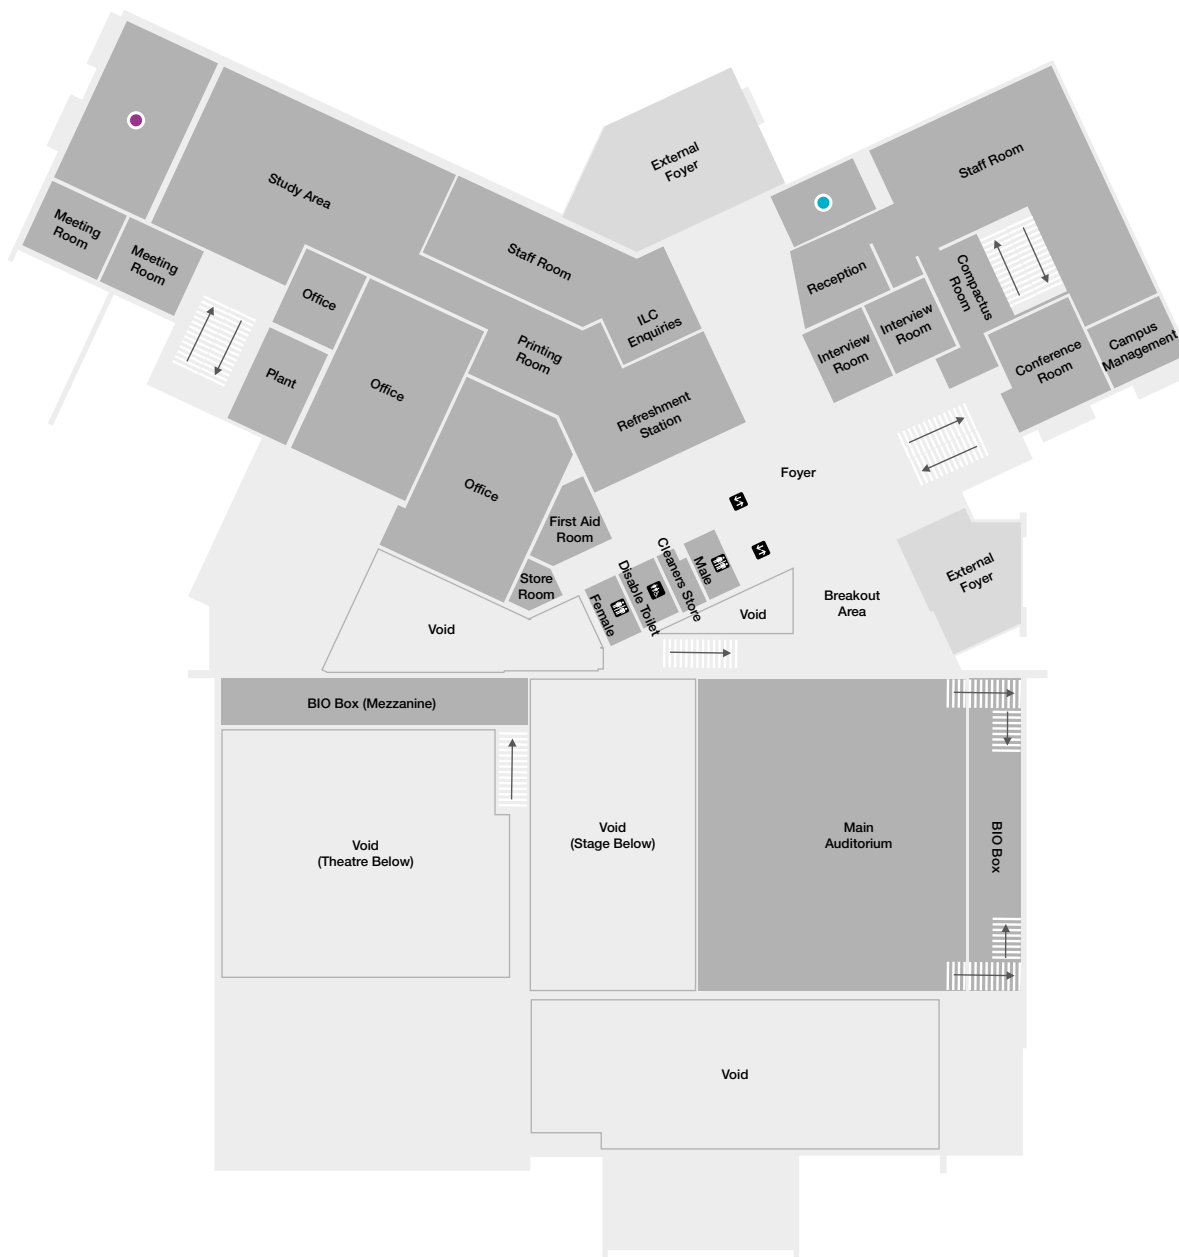 External
Foyer
Staff Room
Study Area
Meeting
Room
Meeting
Room
Staff Room
Reception
Compactus
Room
Office
ILC
Enquiries
Interview
Room
Interview
Room
Conference
Room
Campus
Management
Printing
Room
Plant
Office
Refreshment
Station
Foyer
Office
First Aid
Room
Store
Room
Female
Disable Toilet
Cleaners Store
Male
External
Foyer
Breakout
Area
Void
Void
BIO Box (Mezzanine)
Void
(Theatre Below)
Void
(Stage Below)
Main
Auditorium
BIO Box
Void